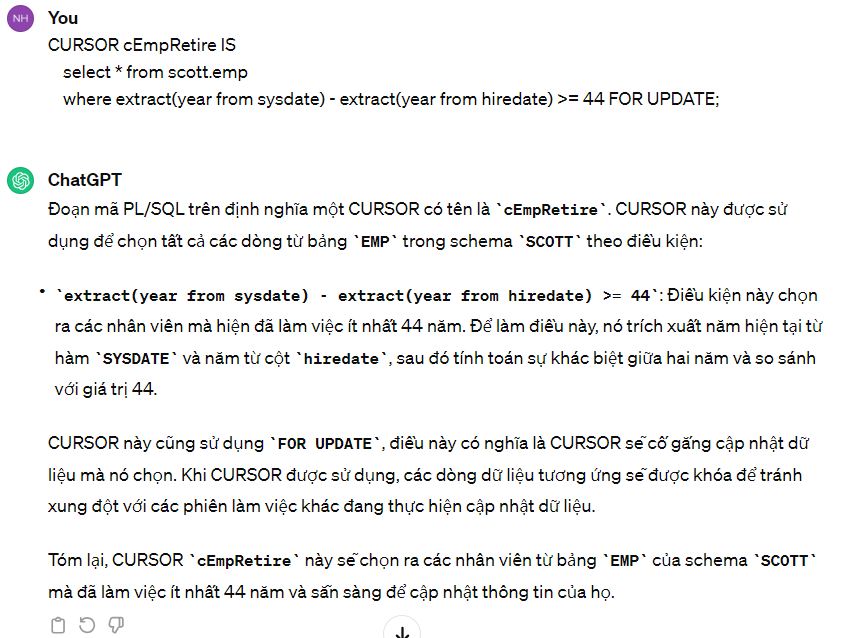 NH
You
CURSOR cEmpRetire IS
select * from scott.emp
where extract(year from sysdate) - extract(year from hiredate) >= 44 FOR UPDATE;
ChatGPT
Đoạn mã PL/SQL trên định nghĩa một CURSOR có tên là `cEmpRetire`. CURSOR này được sử
dụng để chọn tất cả các dòng từ bảng `EMP` trong schema `SCOTT` theo điều kiện:
• `extract(year from sysdate) - extract(year from hiredate) >= 44`: Điều kiện này chọn
ra các nhân viên mà hiện đã làm việc ít nhất 44 năm. Để làm điều này, nó trích xuất năm hiện tại từ
hàm `SYSDATE` và năm từ cột `hiredate`, sau đó tính toán sự khác biệt giữa hai năm và so sánh
với giá trị 44.
CURSOR này cũng sử dụng `FOR UPDATE`, điều này có nghĩa là CURSOR sẽ cố gắng cập nhật dữ
liệu mà nó chọn. Khi CURSOR được sử dụng, các dòng dữ liệu tương ứng sẽ được khóa để tránh
xung đột với các phiên làm việc khác đang thực hiện cập nhật dữ liệu.
Tóm lại, CURSOR `cEmpRetire` này sẽ chọn ra các nhân viên từ bảng `EMP` của schema `SCOTT`
mà đã làm việc ít nhất 44 năm và sẵn sàng để cập nhật thông tin của họ.